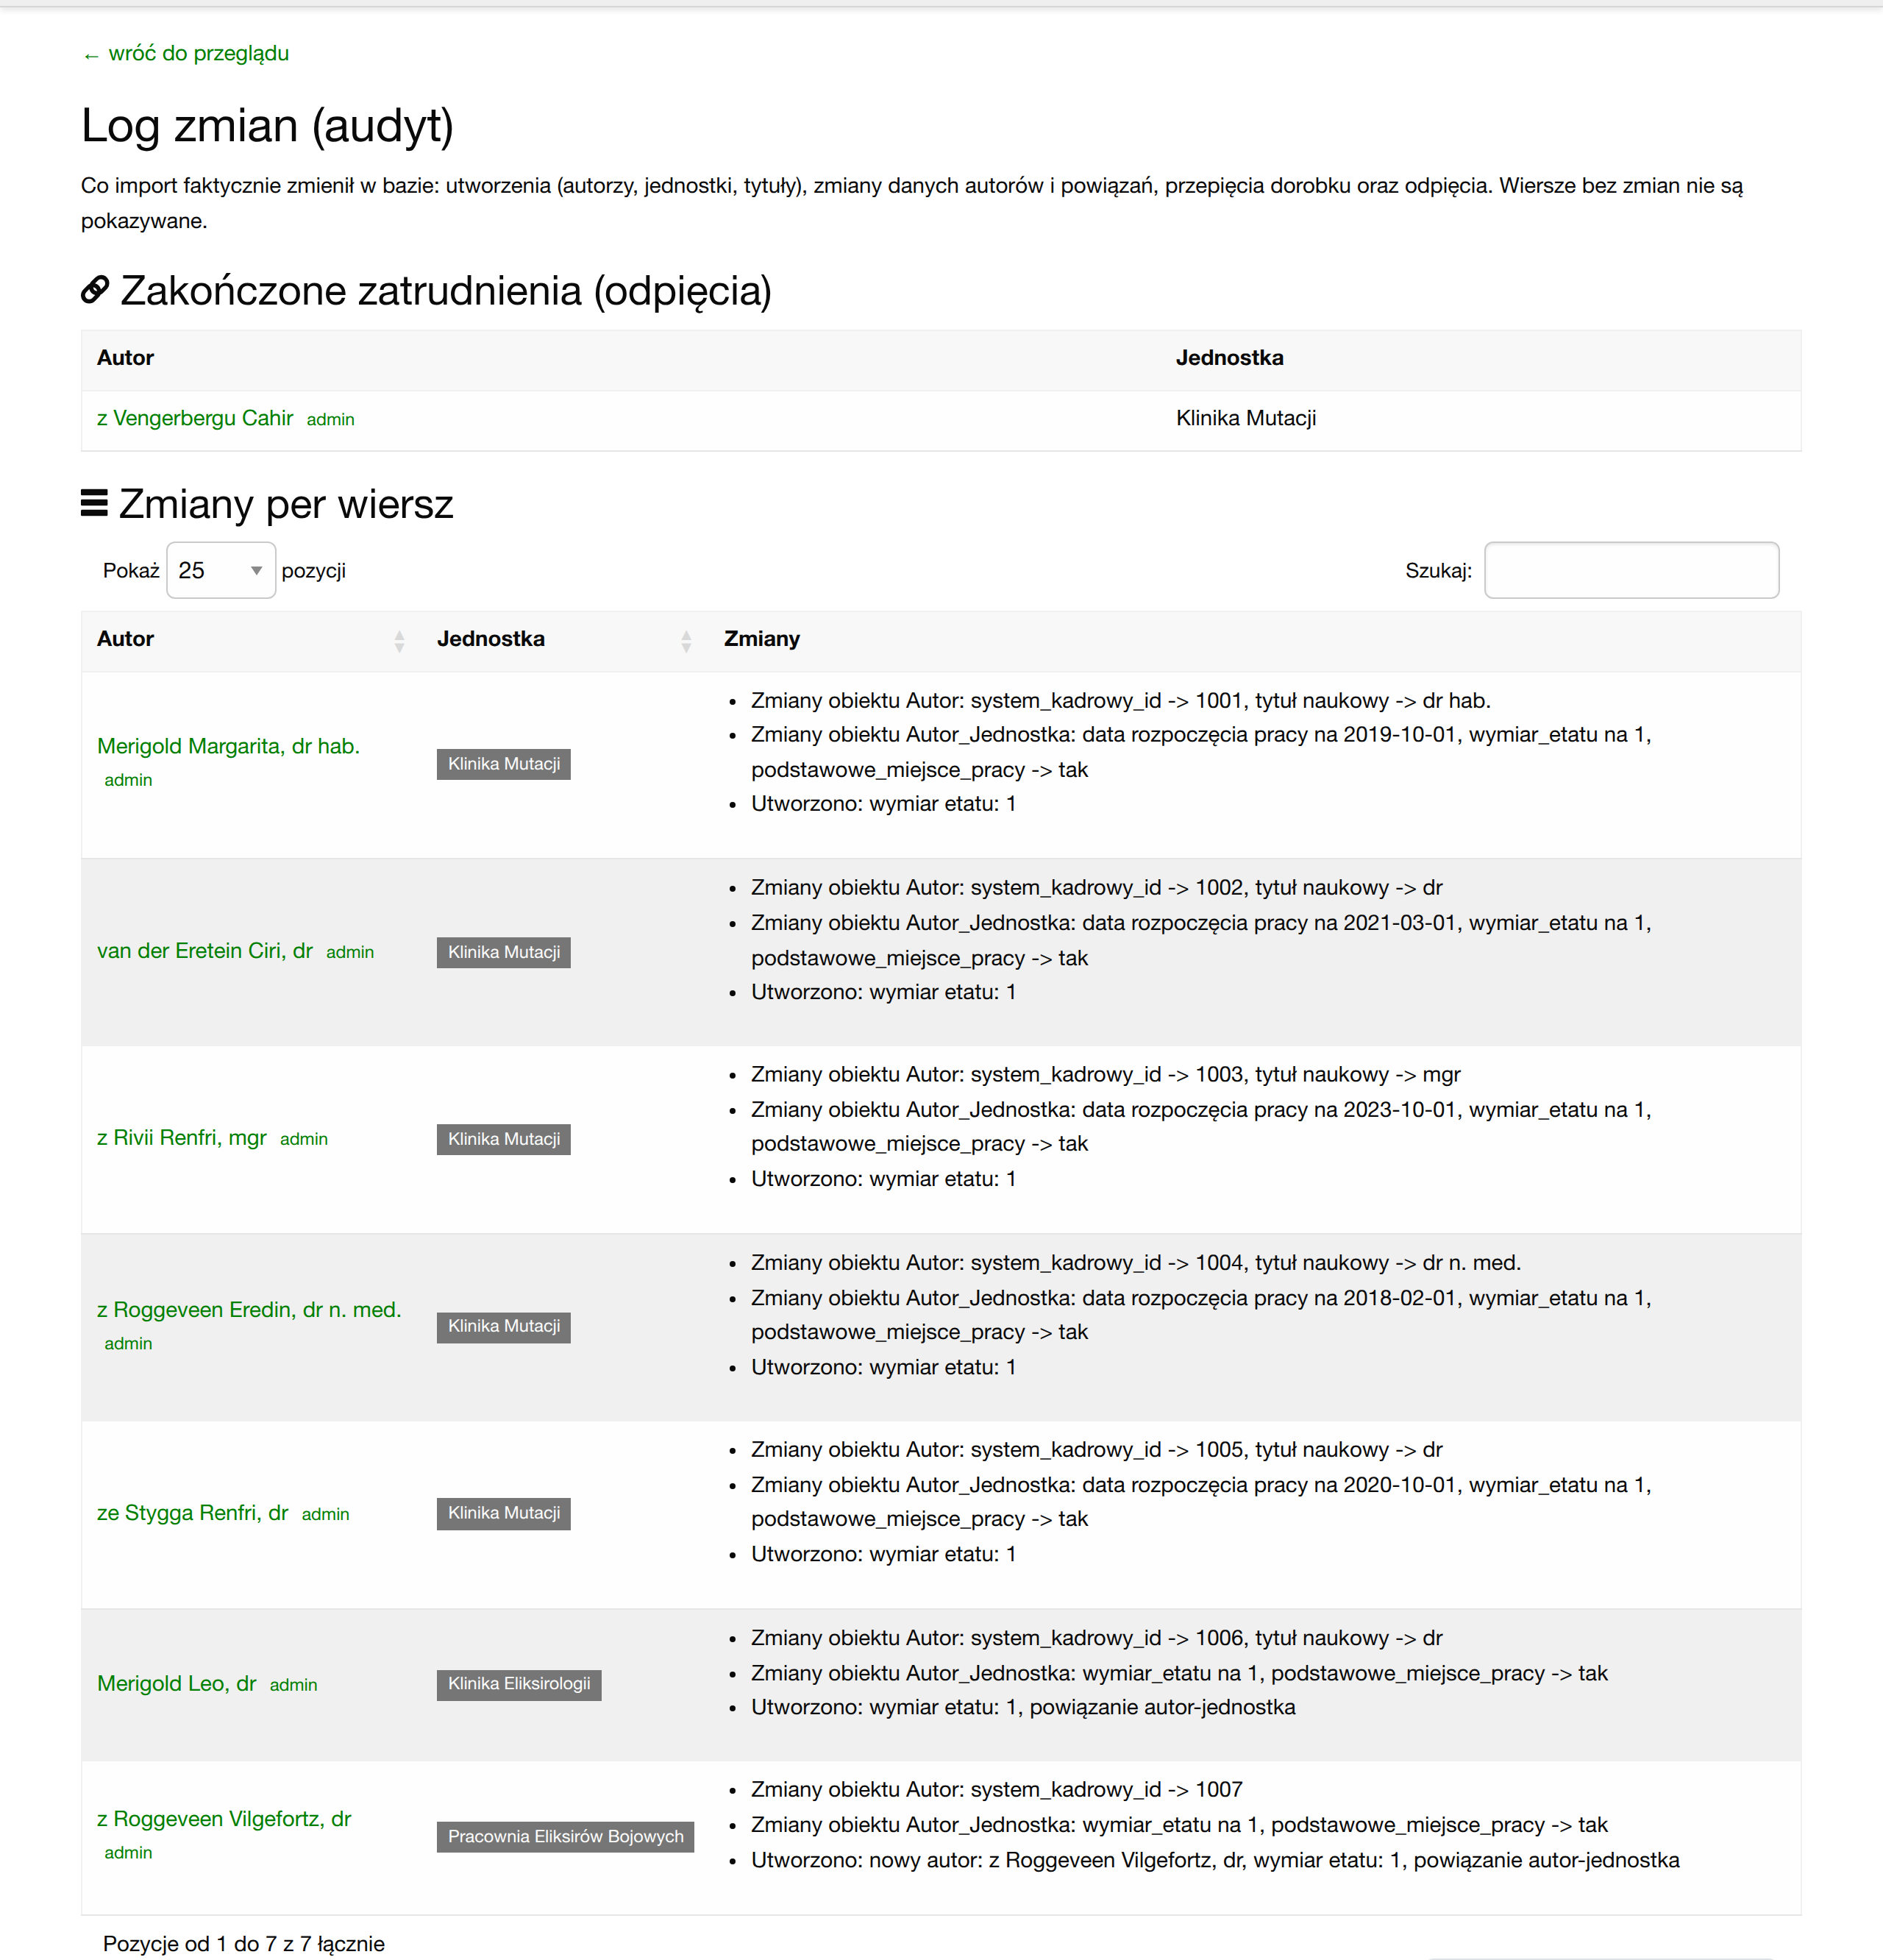 ← wróć do przeglądu
Log zmian (audyt)
Co import faktycznie zmienił w bazie: utworzenia (autorzy, jednostki, tytuły), zmiany danych autorów i powiązań, przepięcia dorobku oraz odpięcia. Wiersze bez zmian nie są
pokazywane.
Zakończone zatrudnienia (odpięcia)
Autor Jednostka
z Vengerbergu Cahir admin Klinika Mutacji
Zmiany per wiersz
Pokaż 25 pozycji Szukaj:
Autor Jednostka Zmiany
Merigold Margarita, dr hab.
admin
Klinika Mutacji
• Zmiany obiektu Autor: system_kadrowy_id -> 1001, tytuł naukowy -> dr hab.
• Zmiany obiektu Autor_Jednostka: data rozpoczęcia pracy na 2019-10-01, wymiar_etatu na 1,
podstawowe_miejsce_pracy -> tak
• Utworzono: wymiar etatu: 1
van der Eretein Ciri, dr admin
Klinika Mutacji
• Zmiany obiektu Autor: system_kadrowy_id -> 1002, tytuł naukowy -> dr
• Zmiany obiektu Autor_Jednostka: data rozpoczęcia pracy na 2021-03-01, wymiar_etatu na 1,
podstawowe_miejsce_pracy -> tak
• Utworzono: wymiar etatu: 1
z Rivii Renfri, mgr admin
Klinika Mutacji
• Zmiany obiektu Autor: system_kadrowy_id -> 1003, tytuł naukowy -> mgr
• Zmiany obiektu Autor_Jednostka: data rozpoczęcia pracy na 2023-10-01, wymiar_etatu na 1,
podstawowe_miejsce_pracy -> tak
• Utworzono: wymiar etatu: 1
z Roggeveen Eredin, dr n. med.
admin
Klinika Mutacji
• Zmiany obiektu Autor: system_kadrowy_id -> 1004, tytuł naukowy -> dr n. med.
• Zmiany obiektu Autor_Jednostka: data rozpoczęcia pracy na 2018-02-01, wymiar_etatu na 1,
podstawowe_miejsce_pracy -> tak
• Utworzono: wymiar etatu: 1
ze Stygga Renfri, dr admin
Klinika Mutacji
• Zmiany obiektu Autor: system_kadrowy_id -> 1005, tytuł naukowy -> dr
• Zmiany obiektu Autor_Jednostka: data rozpoczęcia pracy na 2020-10-01, wymiar_etatu na 1,
podstawowe_miejsce_pracy -> tak
• Utworzono: wymiar etatu: 1
Merigold Leo, dr admin
Klinika Eliksirologii
• Zmiany obiektu Autor: system_kadrowy_id -> 1006, tytuł naukowy -> dr
• Zmiany obiektu Autor_Jednostka: wymiar_etatu na 1, podstawowe_miejsce_pracy -> tak
• Utworzono: wymiar etatu: 1, powiązanie autor-jednostka
z Roggeveen Vilgefortz, dr
admin
Pracownia Eliksirów Bojowych
• Zmiany obiektu Autor: system_kadrowy_id -> 1007
• Zmiany obiektu Autor_Jednostka: wymiar_etatu na 1, podstawowe_miejsce_pracy -> tak
• Utworzono: nowy autor: z Roggeveen Vilgefortz, dr, wymiar etatu: 1, powiązanie autor-jednostka
Pozycje od 1 do 7 z 7 łącznie